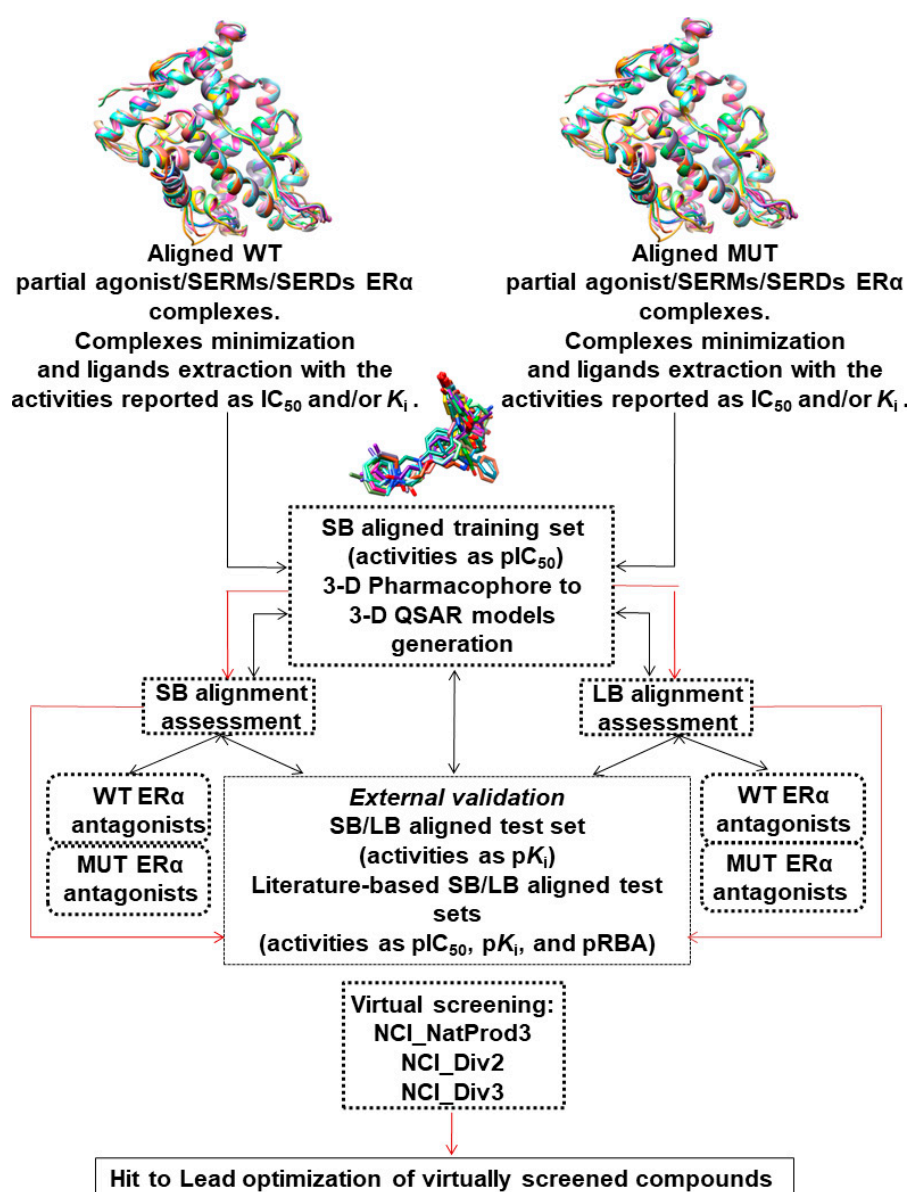 Aligned WT
partial agonist/SERMs/SERDs ERα
complexes.
Complexes minimization
and ligands extraction with the
activities reported as IC₅₀ and/or Kᵢ .
Aligned MUT
partial agonist/SERMs/SERDs ERα
complexes.
Complexes minimization
and ligands extraction with the
activities reported as IC₅₀ and/or Kᵢ .
SB aligned training set
(activities as pIC₅₀)
3-D Pharmacophore to
3-D QSAR models
generation
SB alignment
assessment
LB alignment
assessment
WT ERα
antagonists
MUT ERα
antagonists
External validation
SB/LB aligned test set
(activities as pKᵢ)
Literature-based SB/LB aligned test
sets
(activities as pIC₅₀, pKᵢ, and pRBA)
WT ERα
antagonists
MUT ERα
antagonists
Virtual screening:
NCI_NatProd3
NCI_Div2
NCI_Div3
Hit to Lead optimization of virtually screened compounds